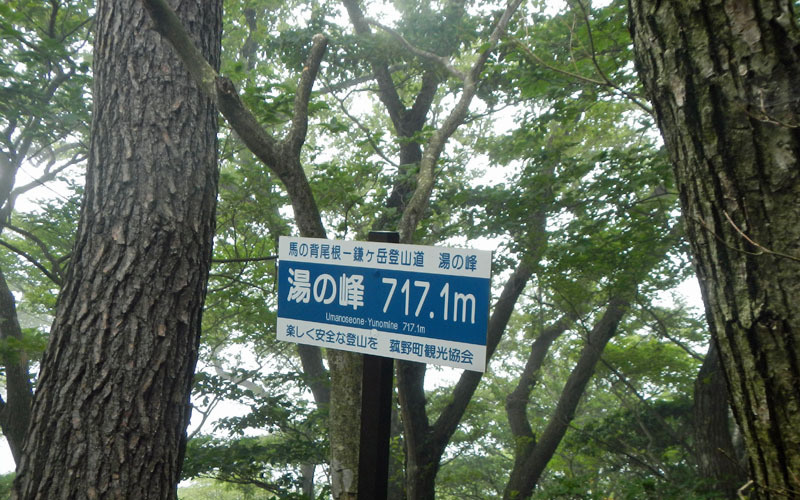 馬の背尾根ー鎌ヶ岳登山道 湯の峰
湯の峰 717.1m
Umanoseone-Yunomine 717.1m
楽しく安全な登山を 菰野町観光協会